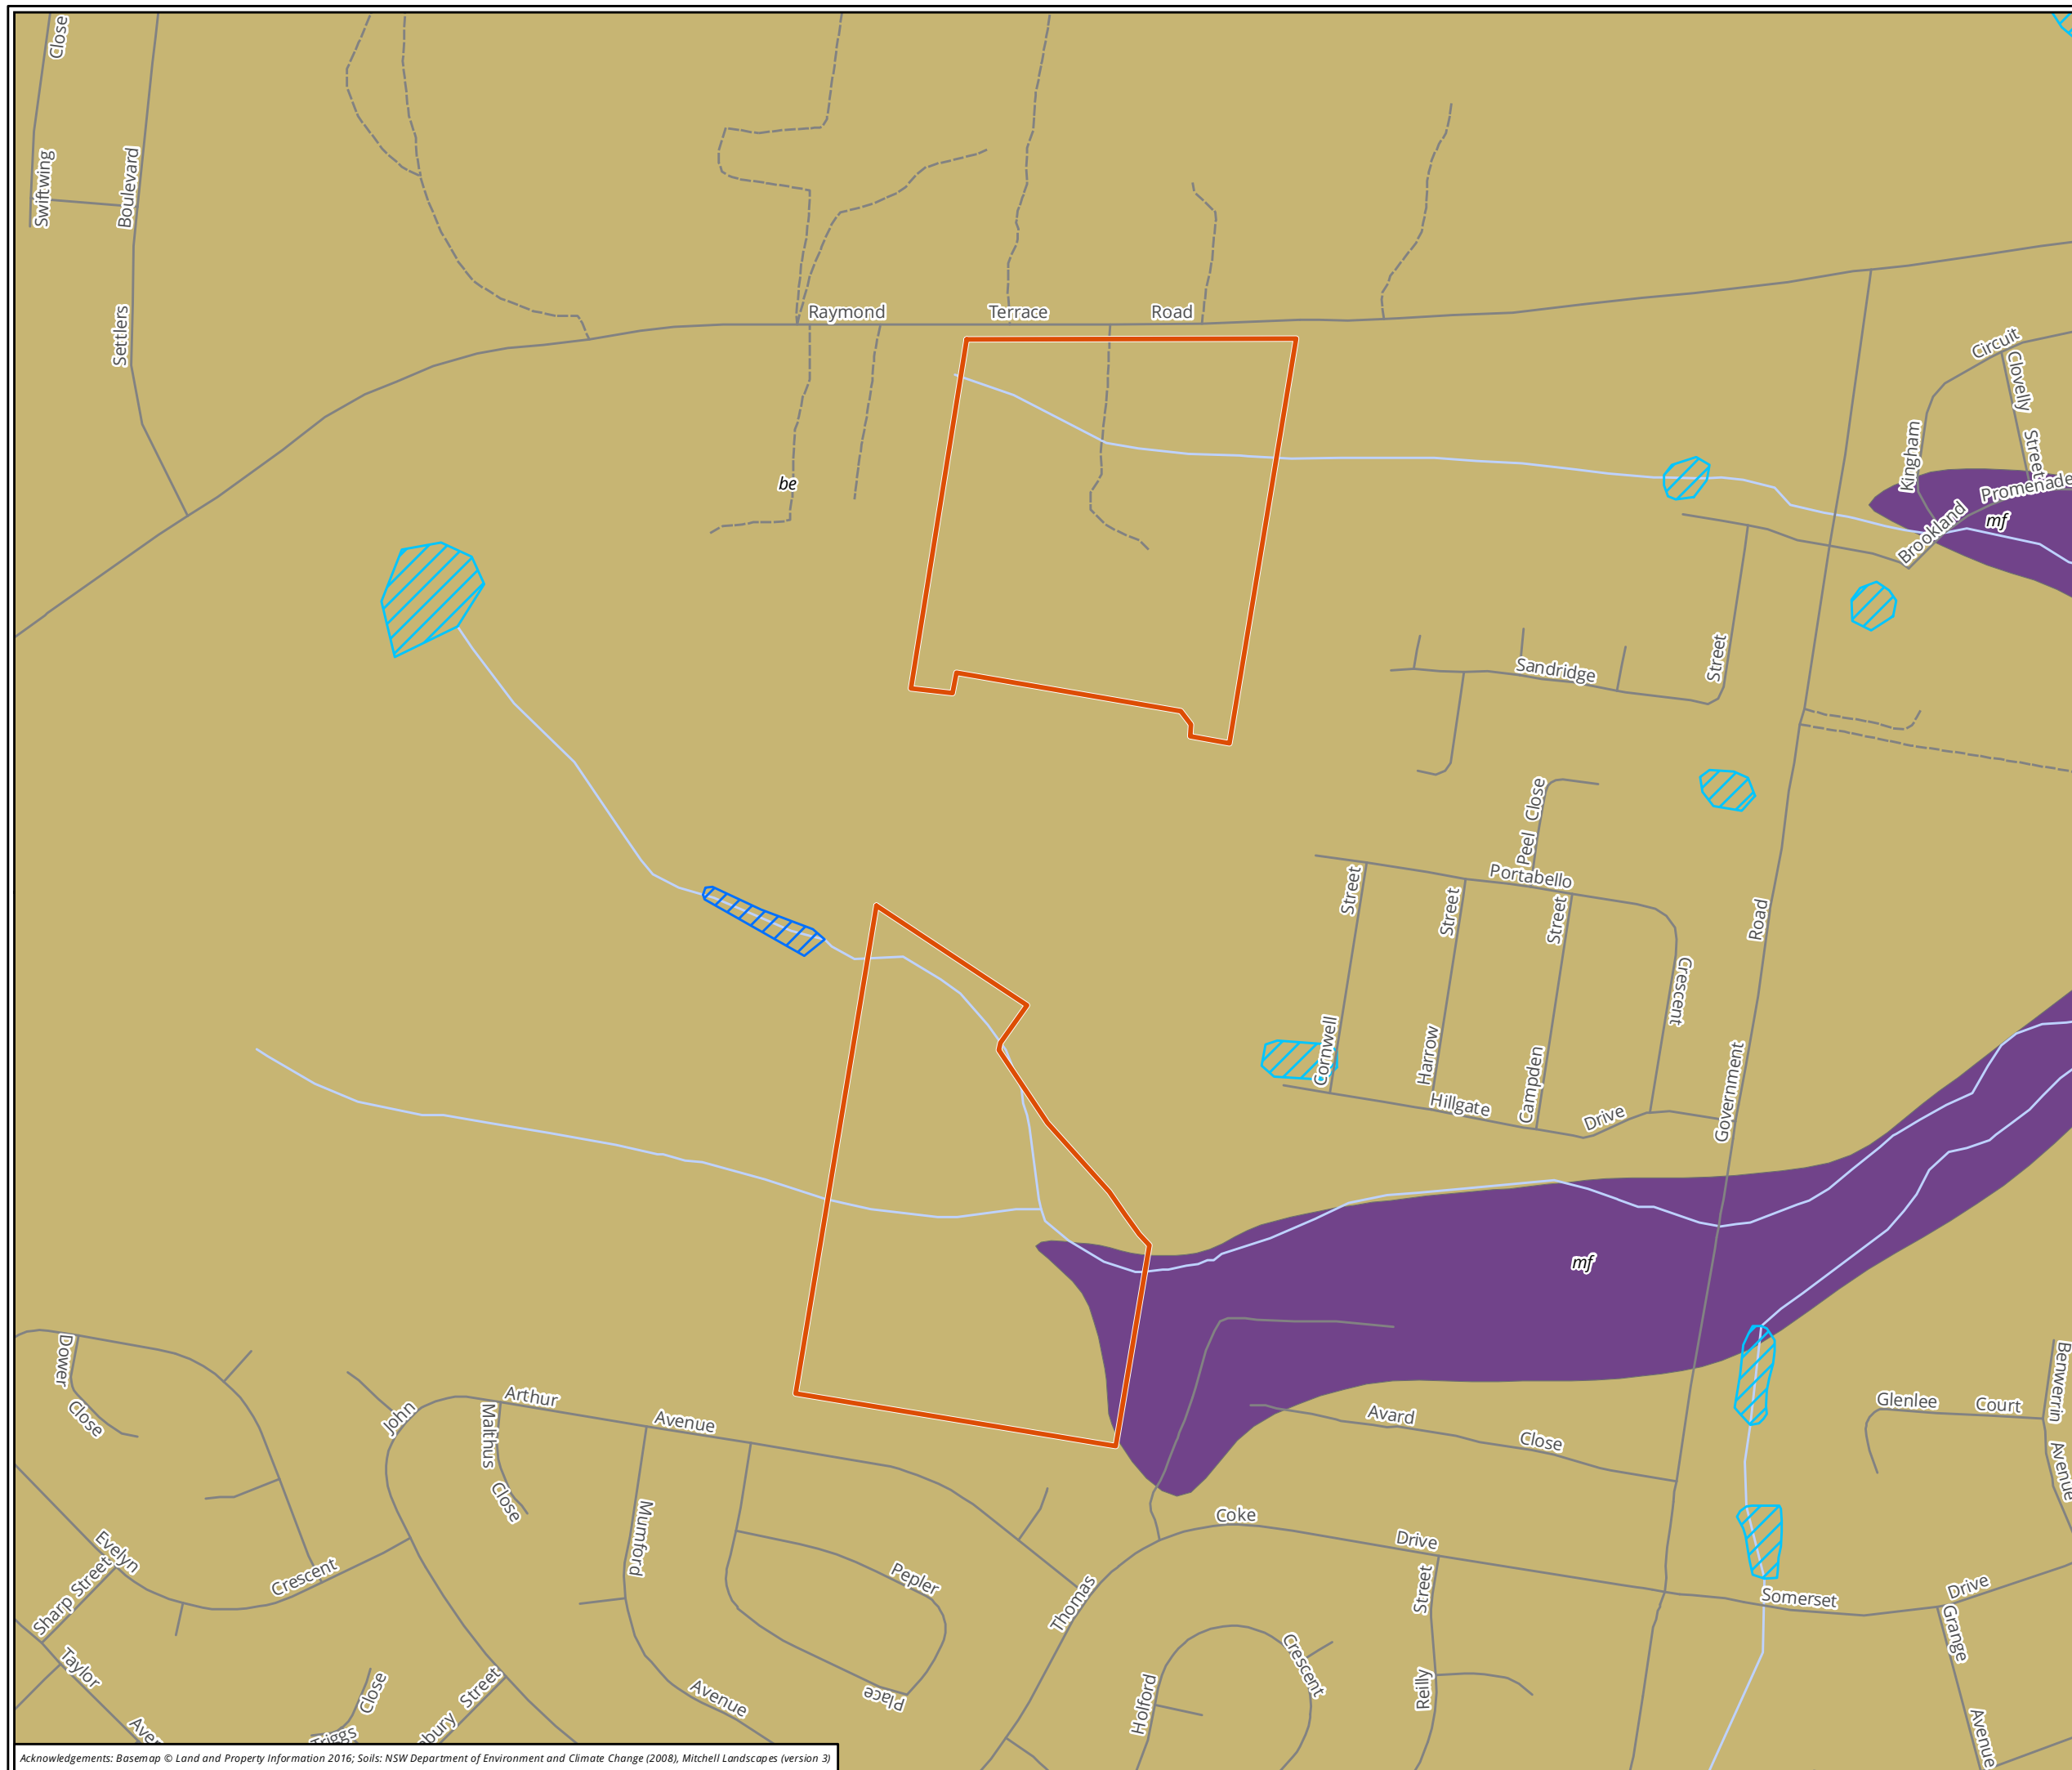 Close
Swiftwing
Boulevard
Settlers
Raymond
Terrace
Road
Circuit
Clovelly
Street
Kingham
Promenade
be
mf
Brookland
Sandridge
Street
Peel
Close
Portabello
Street
Street
Street
Road
Crescent
Cornwell
Harrow
Campden
Government
Hillgate
Drive
mf
Dower
Close
John
Arthur
Avenue
Malthus
Close
Avard
Close
Glenlee
Court
Benwerrin
Avenue
Mumford
Coke
Drive
Evelyn
Crescent
Sharp Street
Pepler
Thomas
Street
Somerset
Drive
Grange
Taylor
Close
Street
Avenue
Place
Holford
Crescent
Reilly
Avenue
Triggs
Acknowledgements: Basemap © Land and Property Information 2016; Soils: NSW Department of Environment and Climate Change (2008), Mitchell Landscapes (version 3)